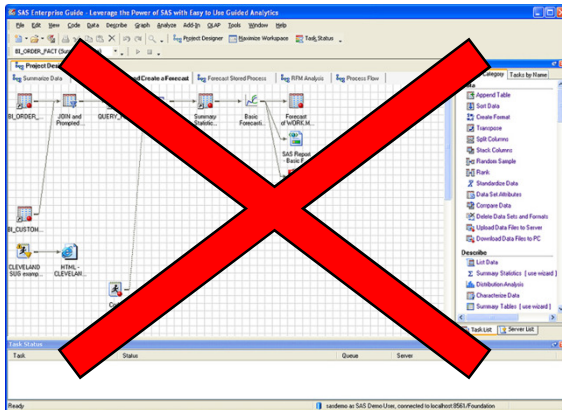 SAS Enterprise Guide - Leverage the Power of SAS with Easy to Use Guided Analytics
File Edit View Code Data Describe Graph Analyze Add-In OLAP Tools Window Help
Project Designer Maximize Workspace Task Status
BI_ORDER_FACT
Project Des
Category Tasks by Name
Summarize Data
and Create a Forecast Forecast Stored Process RFM Analysis Process Flow
Data
Append Table
Sort Data
Create Format
Transpose
Split Columns
Stack Columns
Random Sample
Rank
Standardize Data
Data Set Attributes
Compare Data
Delete Data Sets and Formats
Upload Data Files to Server
Download Data Files to PC
Describe
List Data
Summary Statistics [use wizard]
Distribution Analysis
Characterize Data
Summary Tables [use wizard]
BI_ORDER_... JOIN and Prompted... Summary Statistic... Basic Forecasti... Forecast of WORK.M...
SAS Repor - Basic F
BI_CUSTOM...
CLEVELAND SUG examp... HTML - CLEVELAN...
Task List Server List
Task Status
Task Status Queue Server
Ready sasdemo as SAS Demo User, connected to localhost:8561/Foundation